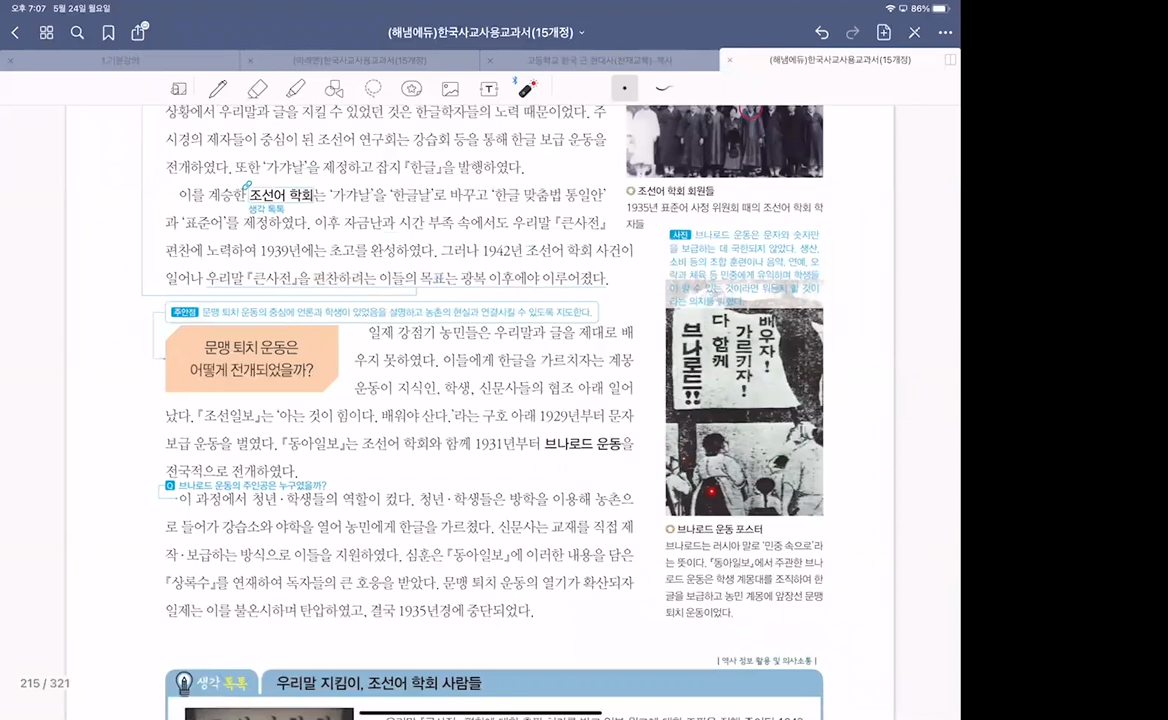 오후 7:07 5월 24일 월요일
86%
(해냄에듀)한국사교사용교과서(15개정)
1.기본강의
(미래엔)한국사교사용교과서(15개정)
고등학교 한국 근 현대사(천재교육)-복사
(해냄에듀)한국사교사용교과서(15개정)
상황에서 우리말과 글을 지킬 수 있었던 것은 한글학자들의 노력 때문이었다. 주
시경의 제자들이 중심이 된 조선어 연구회는 강습회 등을 통해 한글 보급 운동을
전개하였다. 또한 ‘가갸날’을 제정하고 잡지 『한글』을 발행하였다.
이를 계승한 조선어 학회는 ‘가갸날’을 ‘한글날’로 바꾸고 ‘한글 맞춤법 통일안’
생각 톡톡
과 ‘표준어’를 제정하였다. 이후 자금난과 시간 부족 속에서도 우리말 『큰사전』
편찬에 노력하여 1939년에는 초고를 완성하였다. 그러나 1942년 조선어 학회 사건이
일어나 우리말 『큰사전』을 편찬하려는 이들의 목표는 광복 이후에야 이루어졌다.
주안점 문맹 퇴치 운동의 중심에 언론과 학생이 있었음을 설명하고 농촌의 현실과 연결시킬 수 있도록 지도한다.
문맹 퇴치 운동은
어떻게 전개되었을까?
일제 강점기 농민들은 우리말과 글을 제대로 배
우지 못하였다. 이들에게 한글을 가르치자는 계몽
운동이 지식인, 학생, 신문사들의 협조 아래 일어
났다. 『조선일보』는 ‘아는 것이 힘이다. 배워야 산다.’라는 구호 아래 1929년부터 문자
보급 운동을 벌였다. 『동아일보』는 조선어 학회와 함께 1931년부터 브나로드 운동을
전국적으로 전개하였다.
Q 브나로드 운동의 주인공은 누구였을까?
이 과정에서 청년·학생들의 역할이 컸다. 청년·학생들은 방학을 이용해 농촌으
로 들어가 강습소와 야학을 열어 농민에게 한글을 가르쳤다. 신문사는 교재를 직접 제
작·보급하는 방식으로 이들을 지원하였다. 심훈은 『동아일보』에 이러한 내용을 담은
『상록수』를 연재하여 독자들의 큰 호응을 받았다. 문맹 퇴치 운동의 열기가 확산되자
일제는 이를 불온시하며 탄압하였고, 결국 1935년경에 중단되었다.
조선어 학회 회원들
1935년 표준어 사정 위원회 때의 조선어 학회 학
자들
사진 브나로드 운동은 문자와 숫자만
을 보급하는 데 국한되지 않았다. 생산,
소비 등의 조합 훈련이나 음악, 연예, 오
락과 체육 등 민중에게 유익하며 학생들
이 할 수 있는 것이라면 뭐든지 할 것이
라는 의지를 밝혔다.
배우자!
가르키자!
다 함께
브나로드!!
브나로드 운동 포스터
브나로드는 러시아 말로 ‘민중 속으로’라
는 뜻이다. 『동아일보』에서 주관한 브나
로드 운동은 학생 계몽대를 조직하여 한
글을 보급하고 농민 계몽에 앞장선 문맹
퇴치 운동이었다.
| 역사 정보 활용 및 의사소통 |
215 / 321
생각 톡톡
우리말 지킴이, 조선어 학회 사람들